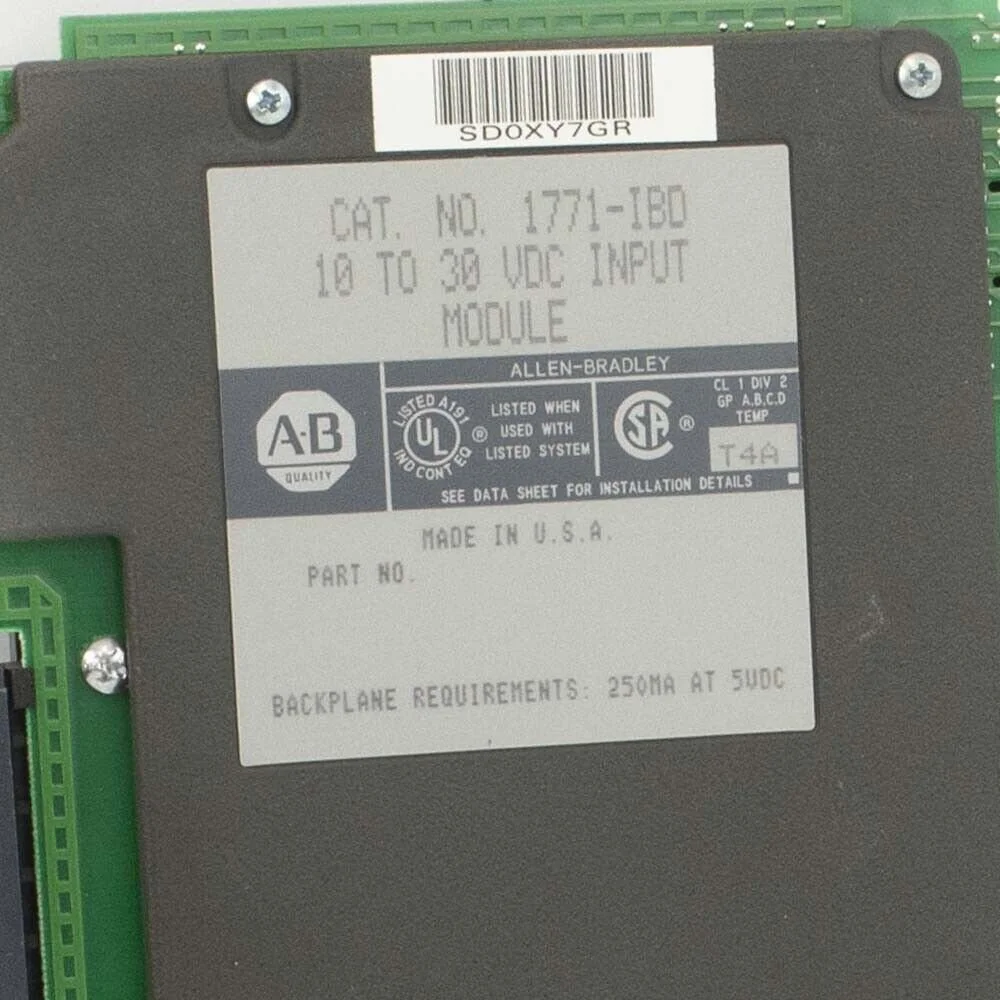 SD0XY7GR
CAT. NO. 1771-IBD
10 TO 30 VDC INPUT
MODULE
ALLEN-BRADLEY
A-B
QUALITY
LISTED A191
UL
IND CONT EQ
®
LISTED WHEN
USED WITH
LISTED SYSTEM
SA
®
CL 1 DIV 2
GP A,B,C,D
TEMP
T4A
SEE DATA SHEET FOR INSTALLATION DETAILS
MADE IN U.S.A.
PART NO.
BACKPLANE REQUIREMENTS: 250MA AT 5VDC